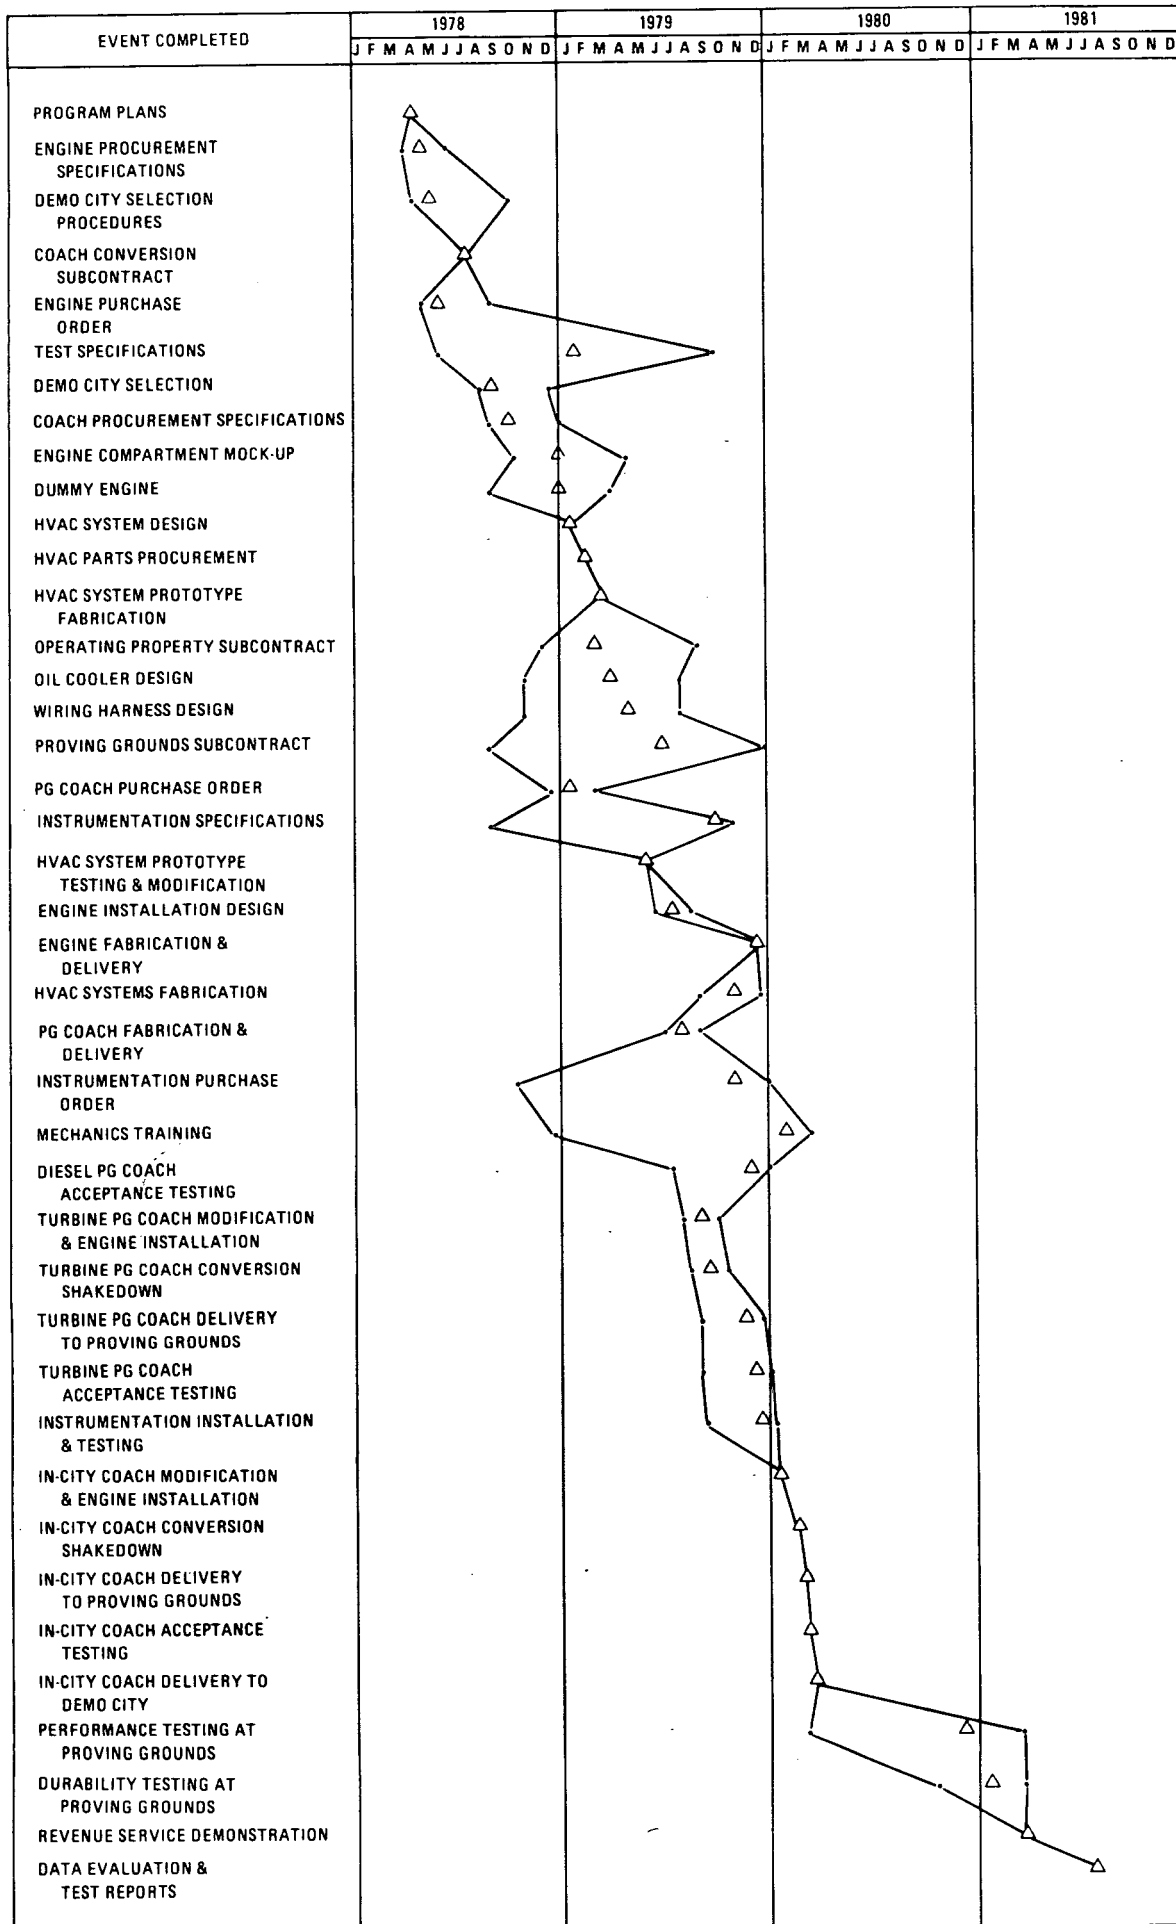 1978 1979 1980 1981
EVENT COMPLETED
J F M A M J J A S O N D J F M A M J J A S O N D J F M A M J J A S O N D J F M A M J J A S O N D
PROGRAM PLANS
ENGINE PROCUREMENT
SPECIFICATIONS
DEMO CITY SELECTION
PROCEDURES
COACH CONVERSION
SUBCONTRACT
ENGINE PURCHASE
ORDER
TEST SPECIFICATIONS
DEMO CITY SELECTION
COACH PROCUREMENT SPECIFICATIONS
ENGINE COMPARTMENT MOCK-UP
DUMMY ENGINE
HVAC SYSTEM DESIGN
HVAC PARTS PROCUREMENT
HVAC SYSTEM PROTOTYPE
FABRICATION
OPERATING PROPERTY SUBCONTRACT
OIL COOLER DESIGN
WIRING HARNESS DESIGN
PROVING GROUNDS SUBCONTRACT
PG COACH PURCHASE ORDER
INSTRUMENTATION SPECIFICATIONS
HVAC SYSTEM PROTOTYPE
TESTING & MODIFICATION
ENGINE INSTALLATION DESIGN
ENGINE FABRICATION &
DELIVERY
HVAC SYSTEMS FABRICATION
PG COACH FABRICATION &
DELIVERY
INSTRUMENTATION PURCHASE
ORDER
MECHANICS TRAINING
DIESEL PG COACH
ACCEPTANCE TESTING
TURBINE PG COACH MODIFICATION
& ENGINE INSTALLATION
TURBINE PG COACH CONVERSION
SHAKEDOWN
TURBINE PG COACH DELIVERY
TO PROVING GROUNDS
TURBINE PG COACH
ACCEPTANCE TESTING
INSTRUMENTATION INSTALLATION
& TESTING
IN-CITY COACH MODIFICATION
& ENGINE INSTALLATION
IN-CITY COACH CONVERSION
SHAKEDOWN
IN-CITY COACH DELIVERY
TO PROVING GROUNDS
IN-CITY COACH ACCEPTANCE
TESTING
IN-CITY COACH DELIVERY TO
DEMO CITY
PERFORMANCE TESTING AT
PROVING GROUNDS
DURABILITY TESTING AT
PROVING GROUNDS
REVENUE SERVICE DEMONSTRATION
DATA EVALUATION &
TEST REPORTS